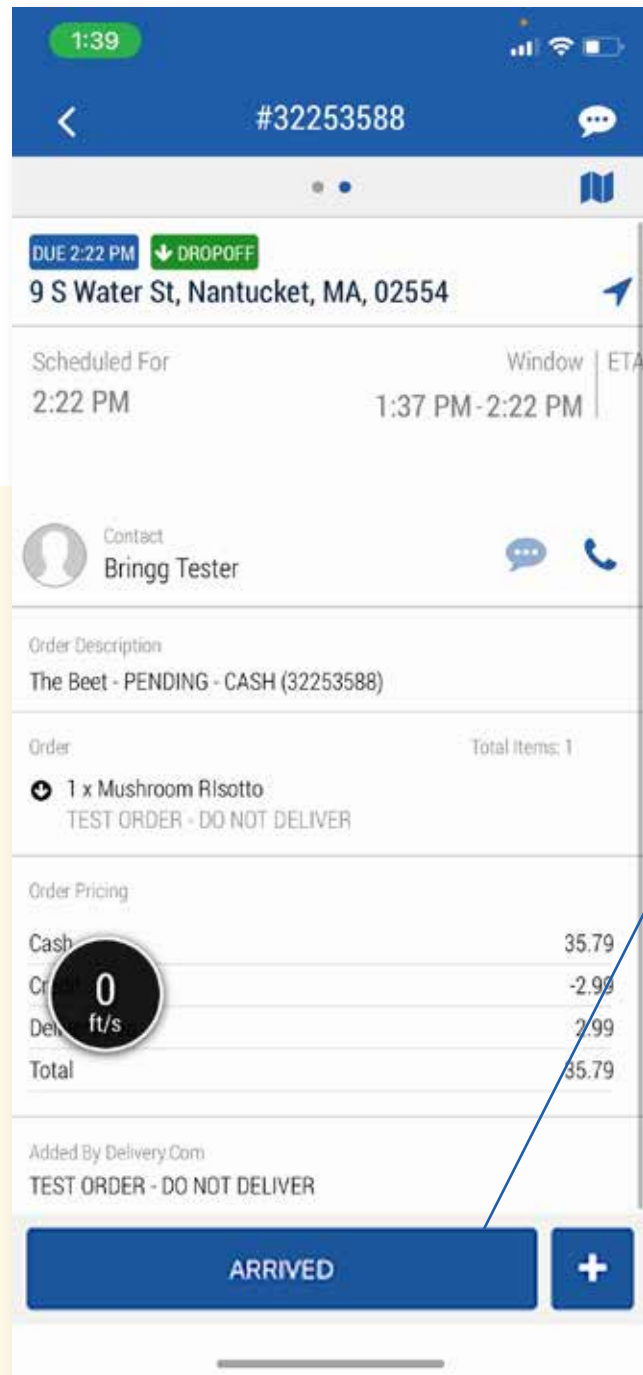 1:39
#32253588
DUE 2:22 PM DROPOFF
9 S Water St, Nantucket, MA, 02554
Scheduled For Window ETA
2:22 PM 1:37 PM-2:22 PM
Contact
Bringg Tester
Order Description
The Beet - PENDING - CASH (32253588)
Order Total Items: 1
1 x Mushroom RIsotto
TEST ORDER - DO NOT DELIVER
Order Pricing
Cash 35.79
-2.99
0
ft/s
2.99
Total 35.79
Added By Delivery.Com
TEST ORDER - DO NOT DELIVER
ARRIVED